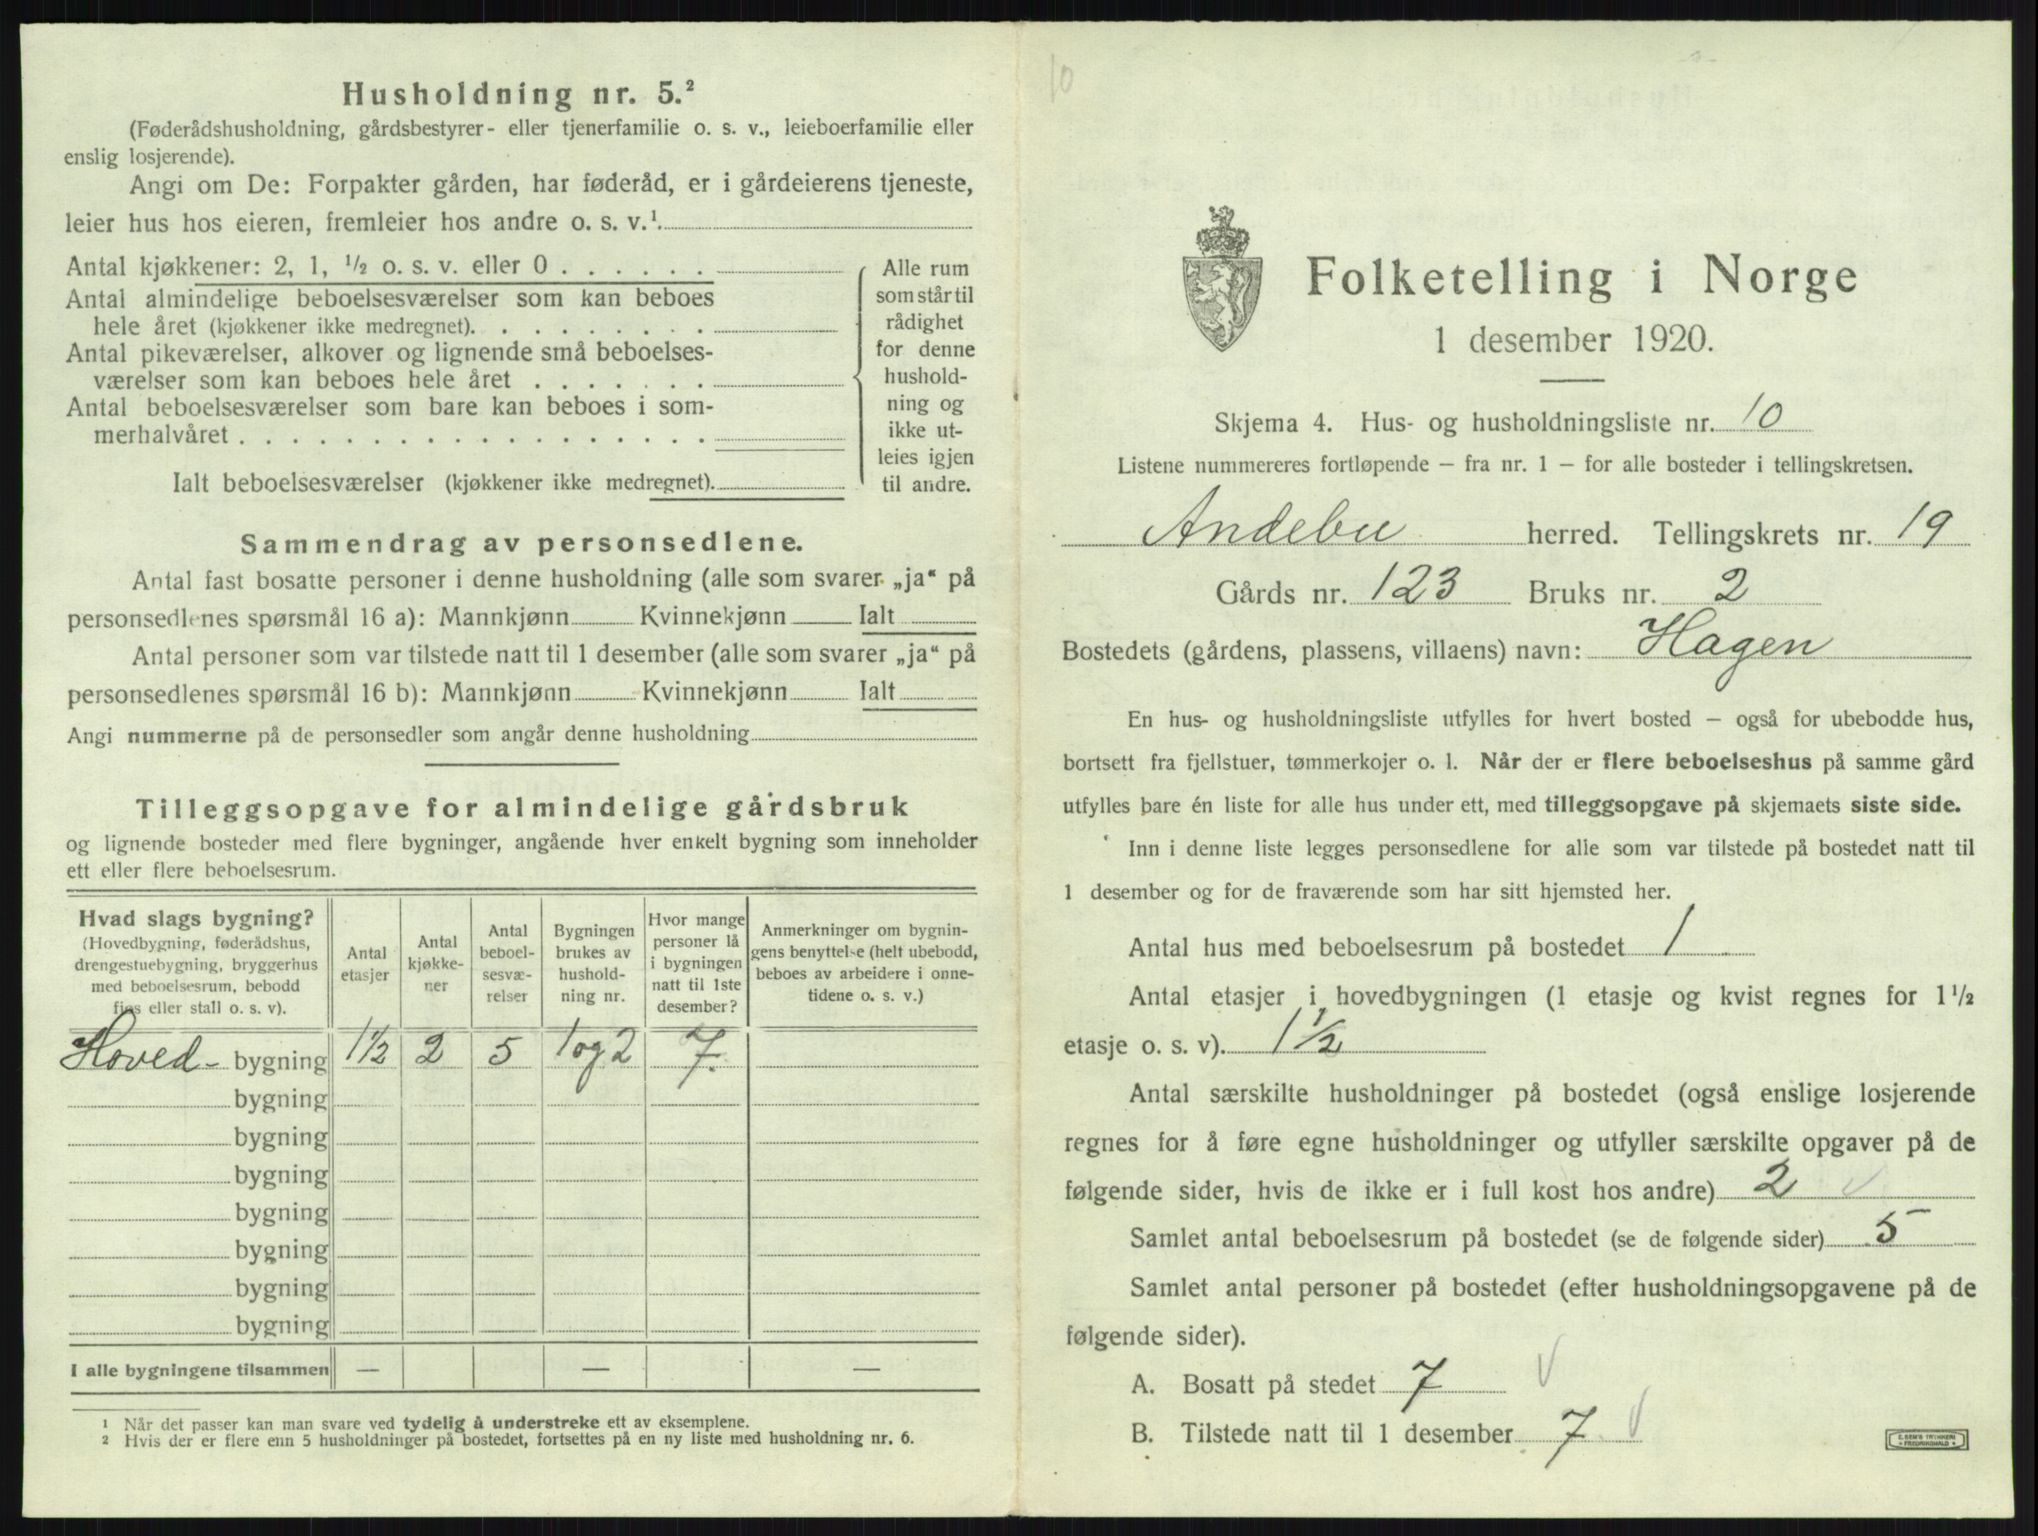 Husholdning nr. 5.²
(Føderådshusholdning, gårdsbestyrer- eller tjenerfamilie o. s. v., leieboerfamilie eller
enslig losjerende).
Angi om De: Forpakter gården, har føderåd, er i gårdeierens tjeneste,
leier hus hos eieren, fremleier hos andre o. s. v.¹.
Antal kjøkkener: 2, 1, ½ o. s. v. eller 0 . . . . . .
Antal almindelige beboelsesværelser som kan beboes
hele året (kjøkkener ikke medregnet). . . . . . . . .
Antal pikeværelser, alkover og lignende små beboelses-
værelser som kan beboes hele året . . . . . . .
Antal beboelsesværelser som bare kan beboes i som-
merhalvåret . . . . . . . . . . . . . . . . . .
Ialt beboelsesværelser (kjøkkener ikke medregnet).
Alle rum
som står til
rådighet
for denne
hushold-
ning og
ikke ut-
leies igjen
til andre.
Sammendrag av personsedlene.
Antal fast bosatte personer i denne husholdning (alle som svarer „ja“ på
personsedlenes spørsmål 16 a): Mannkjønn Kvinnekjønn Ialt
Antal personer som var tilstede natt til 1 desember (alle som svarer „ja“ på
personsedlenes spørsmål 16 b): Mannkjønn Kvinnekjønn Ialt
Angi nummerne på de personsedler som angår denne husholdning
Tilleggsopgave for almindelige gårdsbruk
og lignende bosteder med flere bygninger, angående hver enkelt bygning som inneholder
ett eller flere beboelsesrum.
Hvad slags bygning?
(Hovedbygning, føderådshus,
drengestuebygning, bryggerhus
med beboelsesrum, bebodd
fjøs eller stall o. s. v).
Antal
etasjer
Antal
kjøkke-
ner
Antal
beboel-
sesvæ-
relser
Bygningen
brukes av
hushold-
ning nr.
Hvor mange
personer lå
i bygningen
natt til 1ste
desember?
Anmerkninger om bygnin-
gens benyttelse (helt ubebodd,
beboes av arbeidere i onne-
tidene o. s. v.)
Hoved- bygning 1½ 2 5 1 og 2 7.
bygning
bygning
bygning
bygning
bygning
bygning
bygning
I alle bygningene tilsammen — — —
¹ Når det passer kan man svare ved tydelig å understreke ett av eksemplene.
² Hvis der er flere enn 5 husholdninger på bostedet, fortsettes på en ny liste med husholdning nr. 6.
10
Folketelling i Norge
1 desember 1920.
Skjema 4. Hus- og husholdningsliste nr. 10
Listene nummereres fortløpende – fra nr. 1 – for alle bosteder i tellingskretsen.
Andebu herred. Tellingskrets nr. 19
Gårds nr. 123 Bruks nr. 2
Bostedets (gårdens, plassens, villaens) navn: Hagen
En hus- og husholdningsliste utfylles for hvert bosted – også for ubebodde hus,
bortsett fra fjellstuer, tømmerkojer o. l. Når der er flere beboelseshus på samme gård
utfylles bare én liste for alle hus under ett, med tilleggsopgave på skjemaets siste side.
Inn i denne liste legges personsedlene for alle som var tilstede på bostedet natt til
1 desember og for de fraværende som har sitt hjemsted her.
Antal hus med beboelsesrum på bostedet 1
Antal etasjer i hovedbygningen (1 etasje og kvist regnes for 1½
etasje o. s. v). 1½
Antal særskilte husholdninger på bostedet (også enslige losjerende
regnes for å føre egne husholdninger og utfyller særskilte opgaver på de
følgende sider, hvis de ikke er i full kost hos andre) 2
Samlet antal beboelsesrum på bostedet (se de følgende sider) 5
Samlet antal personer på bostedet (efter husholdningsopgavene på de
følgende sider).
A. Bosatt på stedet 7
B. Tilstede natt til 1 desember 7
FREDRIKSHALD